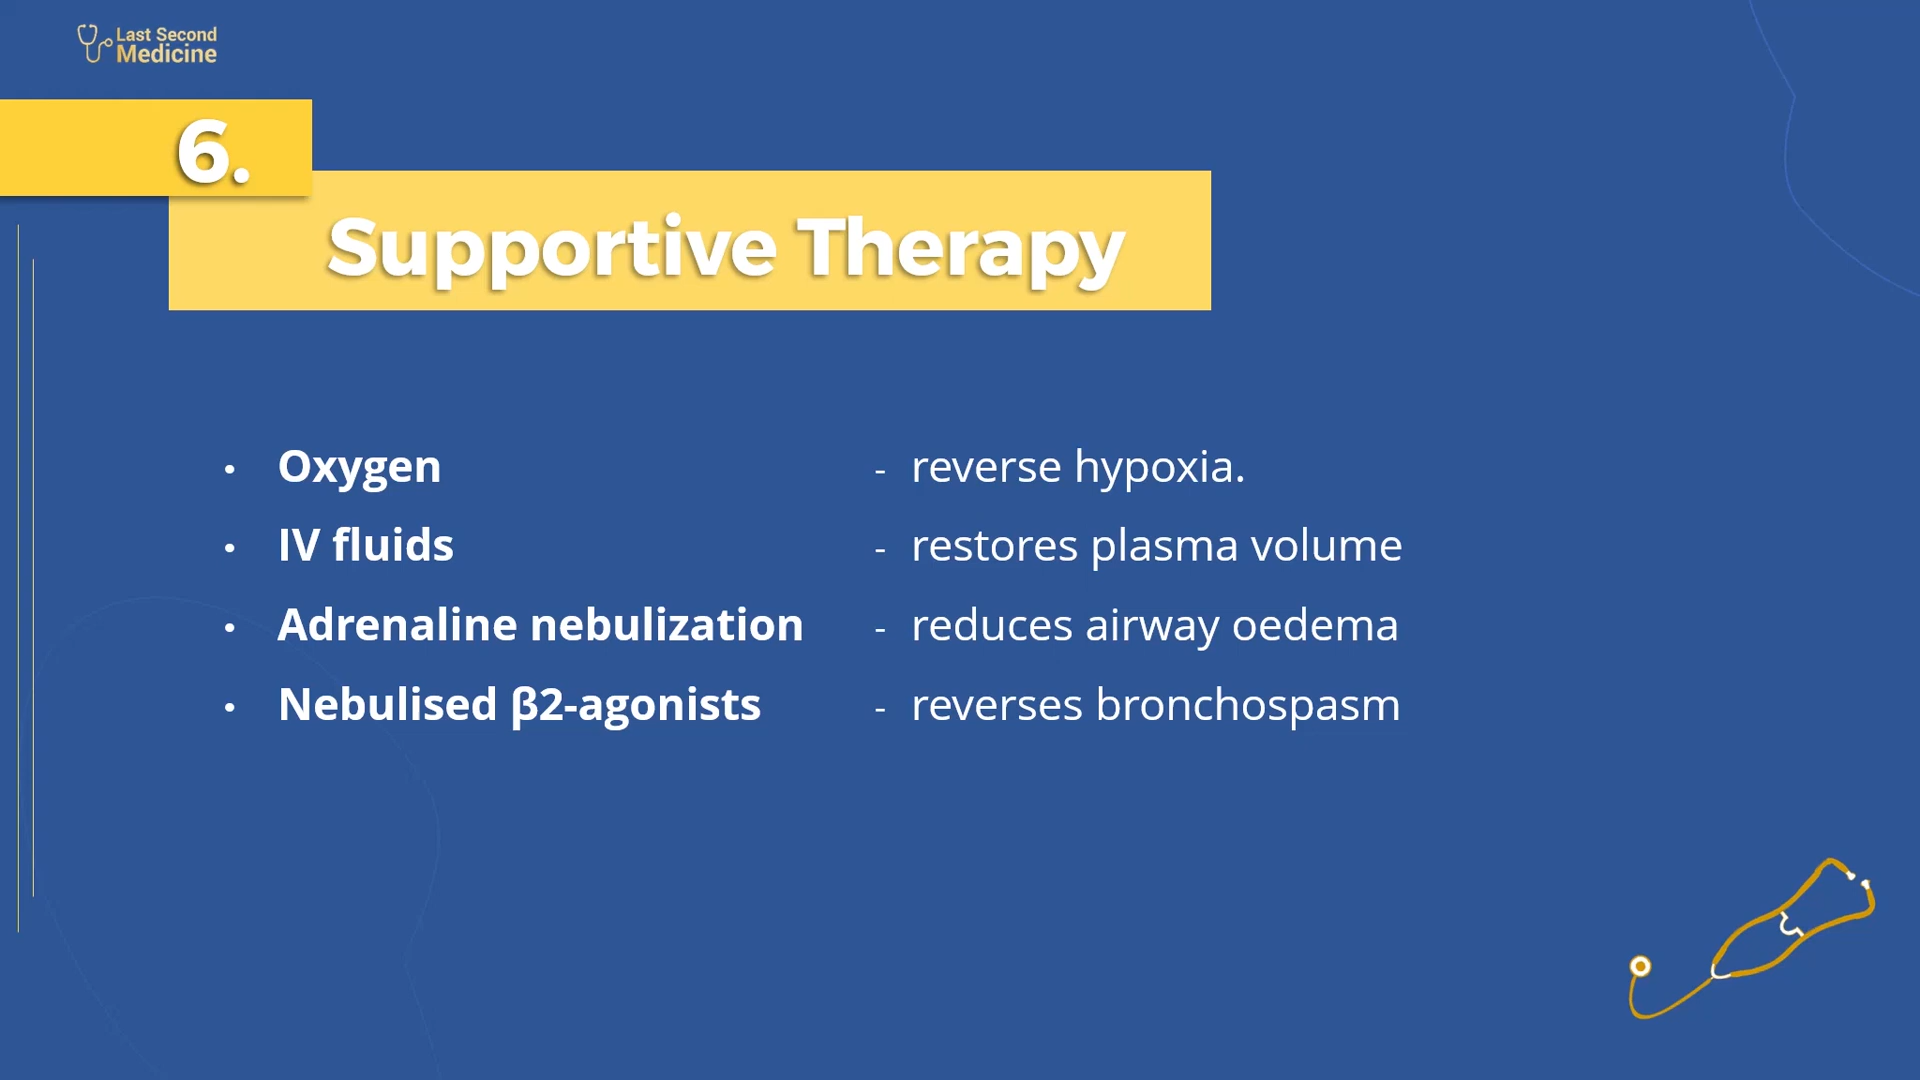 Last Second
Medicine
6.
Supportive Therapy
• Oxygen - reverse hypoxia.
• IV fluids - restores plasma volume
• Adrenaline nebulization - reduces airway oedema
• Nebulised β2-agonists - reverses bronchospasm